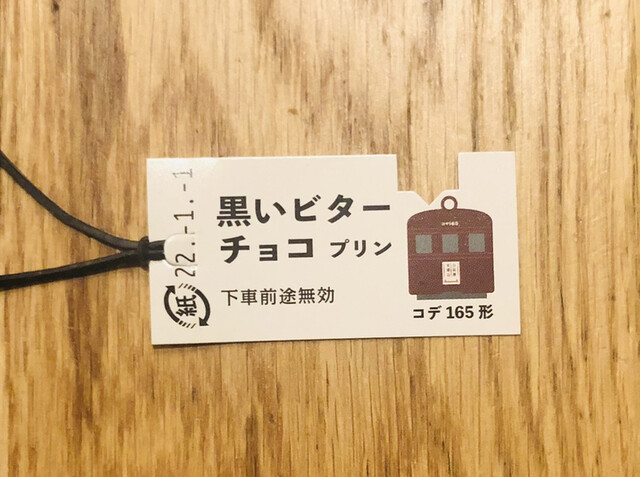 22.-1.-1
黒いビター
チョコ プリン
下車前途無効
紙
コデ165形